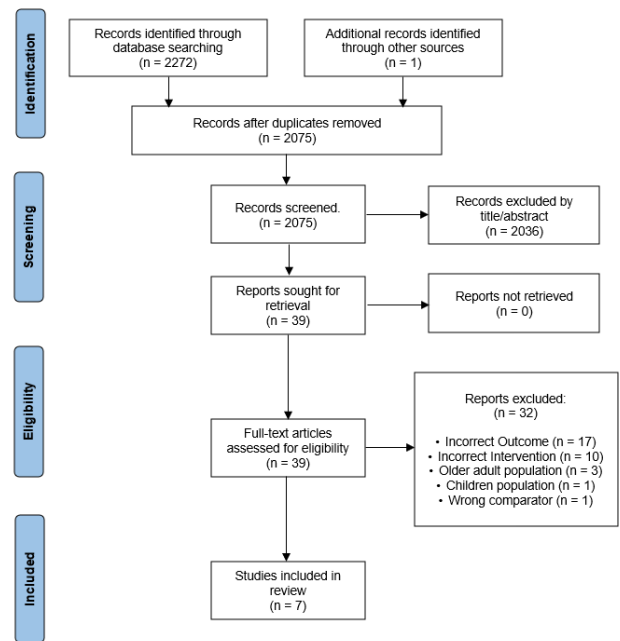 Identification
Records identified through
database searching
(n = 2272)
Additional records identified
through other sources
(n = 1)
Records after duplicates removed
(n = 2075)
Screening
Records screened.
(n = 2075)
Records excluded by
title/abstract
(n = 2036)
Reports sought for
retrieval
(n = 39)
Reports not retrieved
(n = 0)
Eligibility
Full-text articles
assessed for eligibility
(n = 39)
Reports excluded:
(n = 32)
• Incorrect Outcome (n = 17)
• Incorrect Intervention (n = 10)
• Older adult population (n = 3)
• Children population (n = 1)
• Wrong comparator (n = 1)
Included
Studies included in
review
(n = 7)